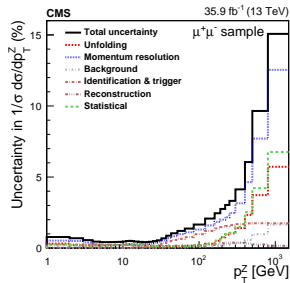 CMS 35.9 fb⁻¹ (13 TeV)
μ⁺μ⁻ sample
Total uncertainty
Unfolding
Momentum resolution
Background
Identification & trigger
Reconstruction
Statistical
Uncertainty in 1/σ dσ/dp_T^Z (%)
15
10
5
0
1 10 10² 10³
p_T^Z [GeV]